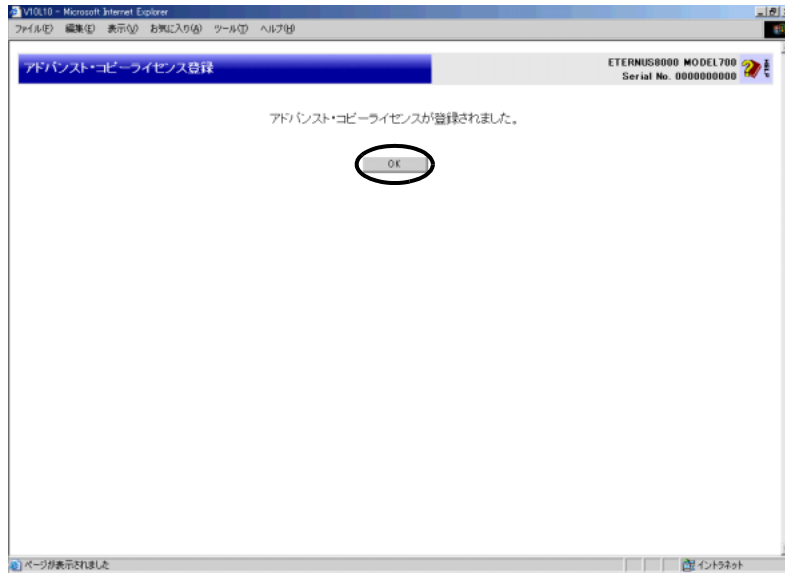 V10L10 - Microsoft Internet Explorer
ファイル(F) 編集(E) 表示(V) お気に入り(A) ツール(T) ヘルプ(H)
アドバンスト・コピーライセンス登録
ETERNUS8000 MODEL700
Serial No. 0000000000
HELP
アドバンスト・コピーライセンスが登録されました。
OK
ページが表示されました
イントラネット